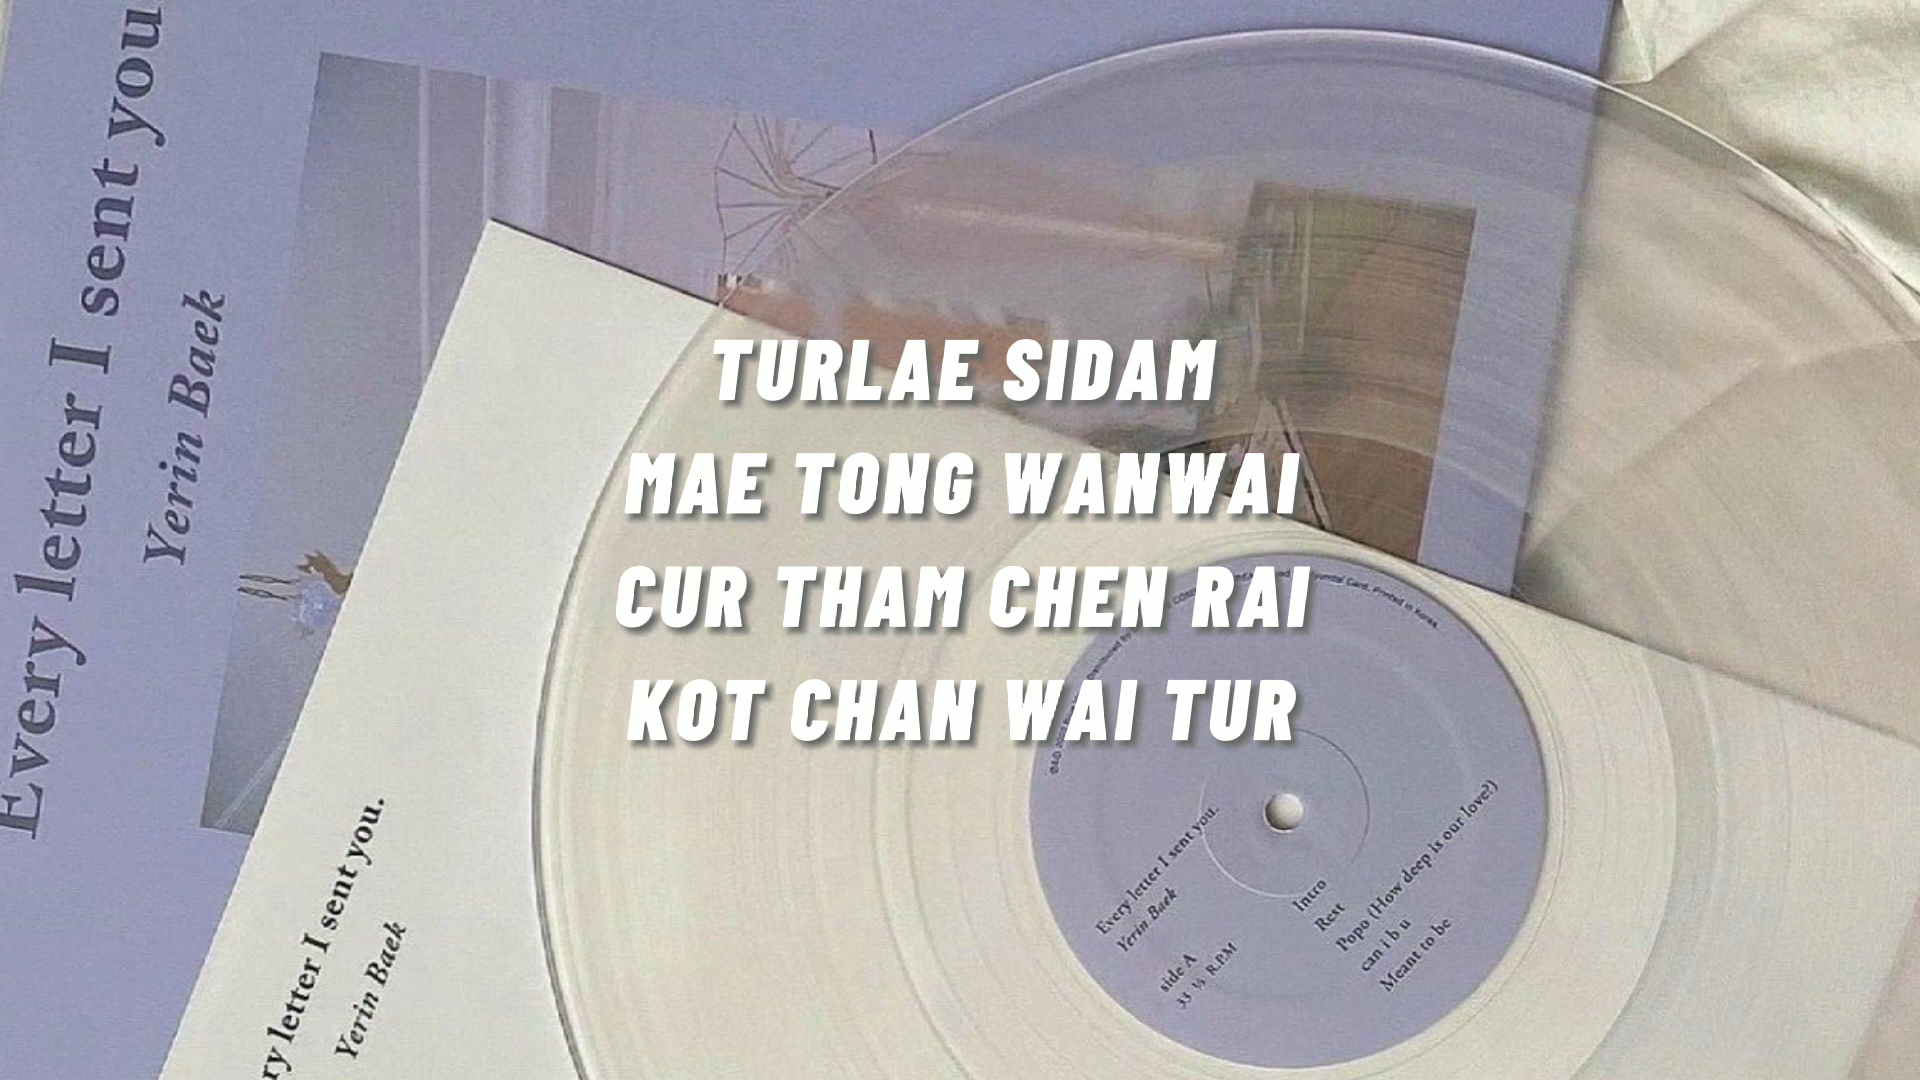 Every letter I sent you
Yerin Baek
TURLAE SIDAM
MAE TONG WANWAI
CUR THAM CHEN RAI
KOT CHAN WAI TUR
Every letter I sent you.
Yerin Baek
side A
33 ⅓ R.P.M
Intro
Rest
Popo (How deep is our love?)
can i b u
Meant to be
ry letter I sent you.
Yerin Baek